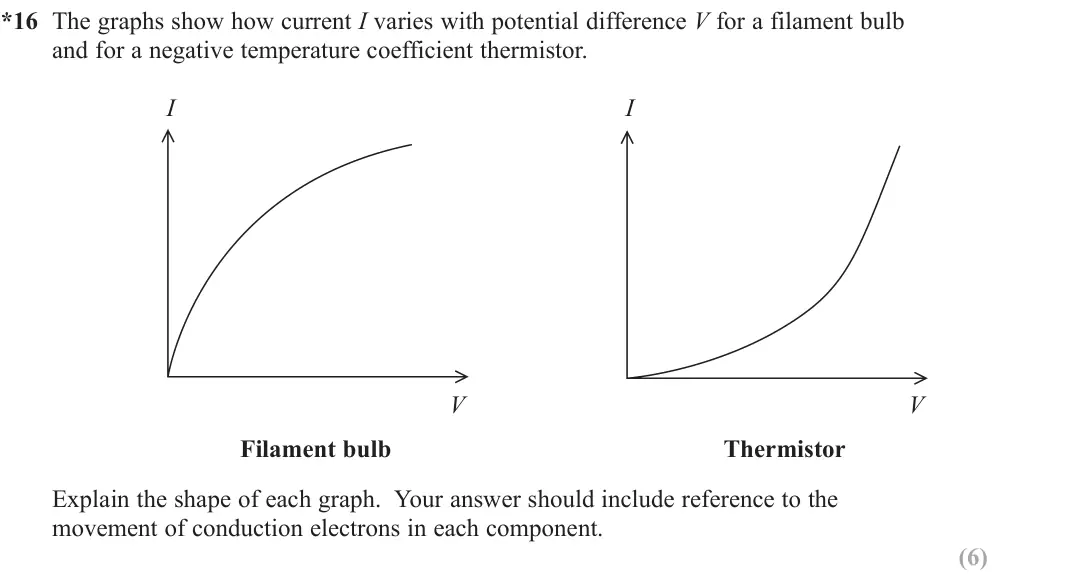 *16 The graphs show how current I varies with potential difference V for a filament bulb
and for a negative temperature coefficient thermistor.
I
I
V
V
Filament bulb
Thermistor
Explain the shape of each graph. Your answer should include reference to the
movement of conduction electrons in each component.
(6)